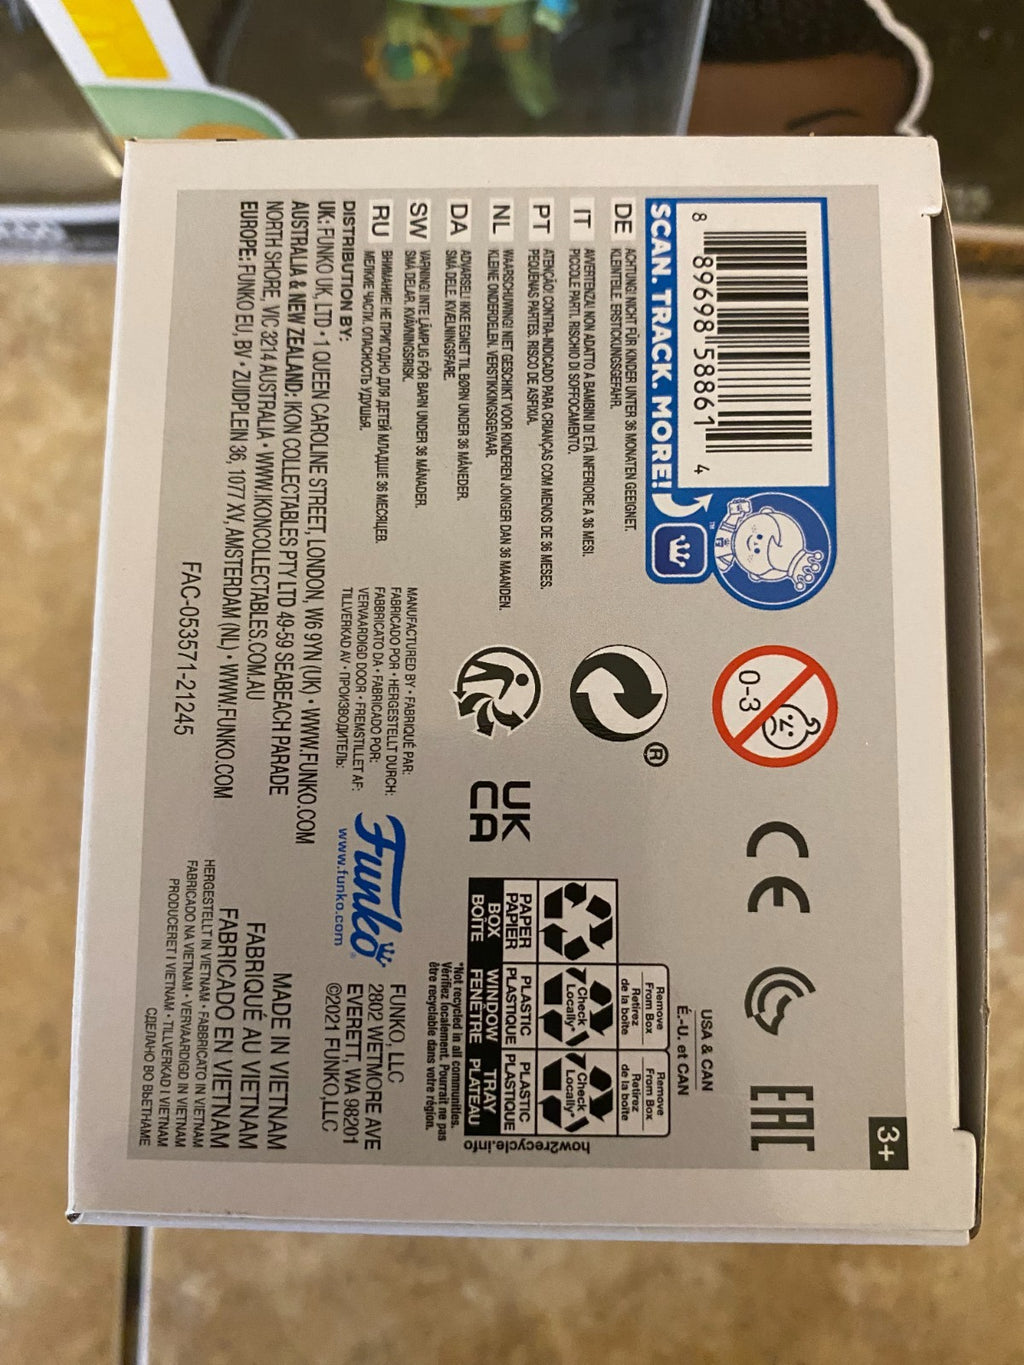 3+
8 89698 58861 4
SCAN. TRACK. MORE!
TM
0-3
CE
EAC
DE ACHTUNG! NICHT FÜR KINDER UNTER 36 MONATEN GEEIGNET.
KLEINTEILE. ERSTICKUNGSGEFAHR.
IT AVVERTENZA! NON ADATTO A BAMBINI DI ETÀ INFERIORE A 36 MESI.
PICCOLE PARTI. RISCHIO DI SOFFOCAMENTO.
PT ATENÇÃO! CONTRA-INDICADO PARA CRIANÇAS COM MENOS DE 36 MESES.
PEQUENAS PARTES. RISCO DE ASFIXIA.
NL WAARSCHUWING! NIET GESCHIKT VOOR KINDEREN JONGER DAN 36 MAANDEN.
KLEINE ONDERDELEN. VERSTIKKINGSGEVAAR.
DA ADVARSEL! IKKE EGNET TIL BØRN UNDER 36 MÅNEDER.
SMÅ DELE. KVÆLNINGSFARE.
SW VARNING! INTE LÄMPLIG FÖR BARN UNDER 36 MÅNADER.
SMÅ DELAR. KVÄVNINGSRISK.
RU ВНИМАНИЕ! НЕ ПРИГОДНО ДЛЯ ДЕТЕЙ МЛАДШЕ 36 МЕСЯЦЕВ.
МЕЛКИЕ ЧАСТИ. ОПАСНОСТЬ УДУШЬЯ.
®
UK
CA
USA & CAN
É.-U. et CAN
Remove
From Box
Retirez
de la boîte
Remove
From Box
Retirez
de la boîte
Check
Locally*
Check
Locally*
PAPER
PAPIER
PLASTIC
PLASTIQUE
PLASTIC
PLASTIQUE
BOX
BOÎTE
WINDOW
FENÊTRE
TRAY
PLATEAU
how2recycle.info
*Not recycled in all communities.
Vérifiez localement. Pourrait ne pas
être recyclable dans votre région.
MANUFACTURED BY • FABRIQUÉ PAR:
FABRICADO POR • HERGESTELLT DURCH:
FABBRICATO DA • FABRICADO POR:
VERVAARDIGD DOOR • FREMSTILLET AF:
TILLVERKAD AV • ПРОИЗВОДИТЕЛЬ:
Funko®
www.funko.com
FUNKO, LLC
2802 WETMORE AVE
EVERETT, WA 98201
©2021 FUNKO,LLC
DISTRIBUTION BY:
UK: FUNKO UK, LTD • 1 QUEEN CAROLINE STREET, LONDON, W6 9YN (UK) • WWW.FUNKO.COM
AUSTRALIA & NEW ZEALAND: IKON COLLECTABLES PTY LTD 49-59 SEABEACH PARADE
NORTH SHORE, VIC 3214 AUSTRALIA • WWW.IKONCOLLECTABLES.COM.AU
EUROPE: FUNKO EU, BV • ZUIDPLEIN 36, 1077 XV, AMSTERDAM (NL) • WWW.FUNKO.COM
FAC-053571-21245
MADE IN VIETNAM
FABRIQUÉ AU VIETNAM
FABRICADO EN VIETNAM
HERGESTELLT IN VIETNAM • FABBRICATO IN VIETNAM
FABRICADO NA VIETNAM • VERVAARDIGD IN VIETNAM
PRODUCERET I VIETNAM • TILLVERKAD I VIETNAM
СДЕЛАНО ВО ВЬЕТНАМЕ